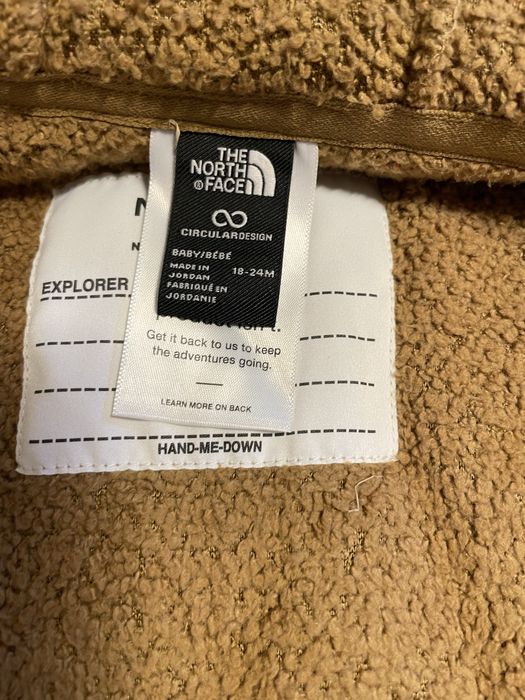 THE
NORTH
FACE
CIRCULARDESIGN
BABY/BÉBÉ
MADE IN
JORDAN
18-24M
FABRIQUÉ EN
JORDANIE
EXPLORER
Get it back to us to keep
the adventures going.
LEARN MORE ON BACK
HAND-ME-DOWN